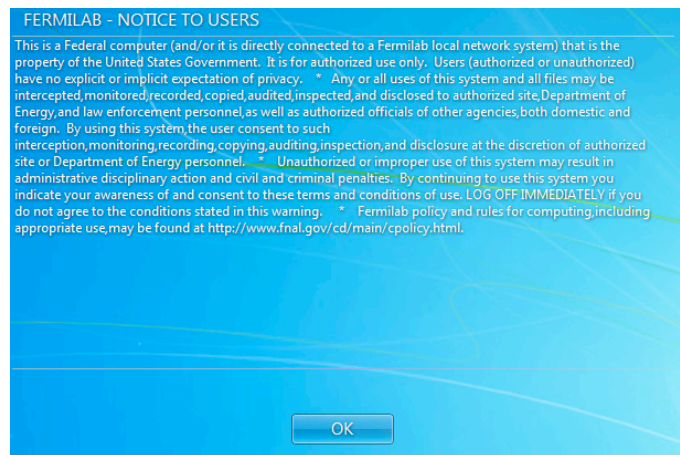 FERMILAB - NOTICE TO USERS
This is a Federal computer (and/or it is directly connected to a Fermilab local network system) that is the
property of the United States Government.  It is for authorized use only.  Users (authorized or unauthorized)
have no explicit or implicit expectation of privacy.   *   Any or all uses of this system and all files may be
intercepted,monitored,recorded,copied,audited,inspected,and disclosed to authorized site,Department of
Energy,and law enforcement personnel,as well as authorized officials of other agencies,both domestic and
foreign.  By using this system,the user consent to such
interception,monitoring,recording,copying,auditing,inspection,and disclosure at the discretion of authorized
site or Department of Energy personnel.   *   Unauthorized or improper use of this system may result in
administrative disciplinary action and civil and criminal penalties.  By continuing to use this system you
indicate your awareness of and consent to these terms and conditions of use. LOG OFF IMMEDIATELY if you
do not agree to the conditions stated in this warning.   *   Fermilab policy and rules for computing,including
appropriate use,may be found at http://www.fnal.gov/cd/main/cpolicy.html.
OK